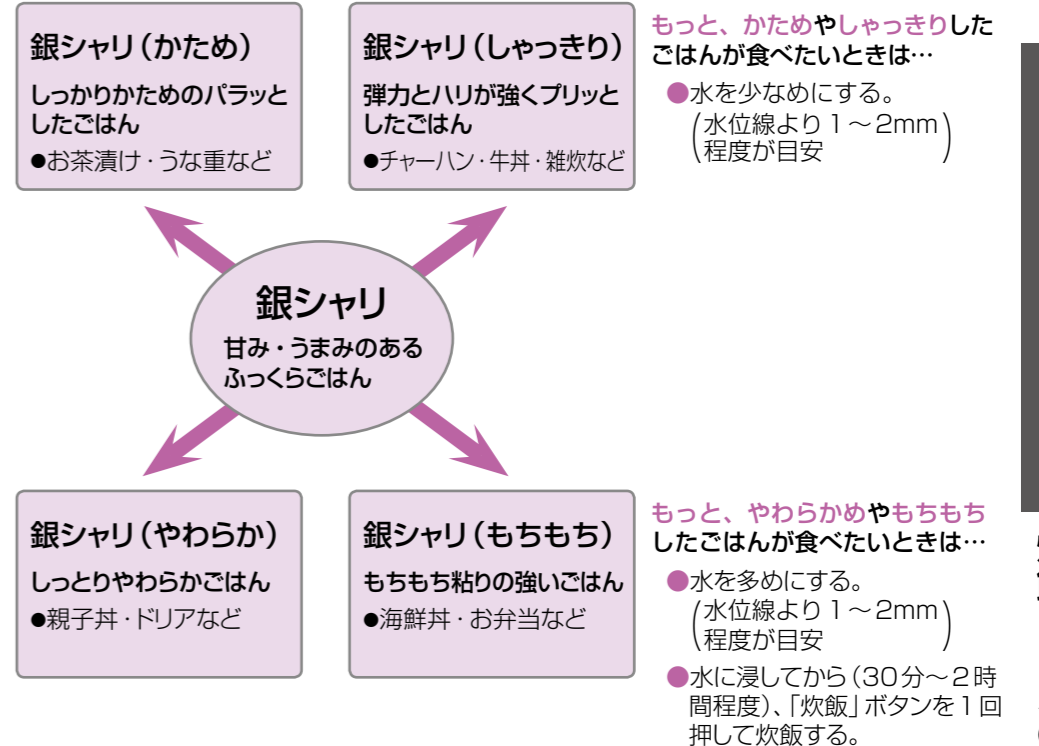 銀シャリ（かため）
しっかりかためのパラッと
したごはん
●お茶漬け・うな重など
銀シャリ（しゃっきり）
弾力とハリが強くプリッと
したごはん
●チャーハン・牛丼・雑炊など
もっと、かためやしゃっきりした
ごはんが食べたいときは…
●水を少なめにする。
（水位線より1～2mm
程度が目安）
銀シャリ
甘み・うまみのある
ふっくらごはん
銀シャリ（やわらか）
しっとりやわらかごはん
●親子丼・ドリアなど
銀シャリ（もちもち）
もちもち粘りの強いごはん
●海鮮丼・お弁当など
もっと、やわらかめやもちもち
したごはんが食べたいときは…
●水を多めにする。
（水位線より1～2mm
程度が目安）
●水に浸してから（30分～2時
間程度）、「炊飯」ボタンを1回
押して炊飯する。